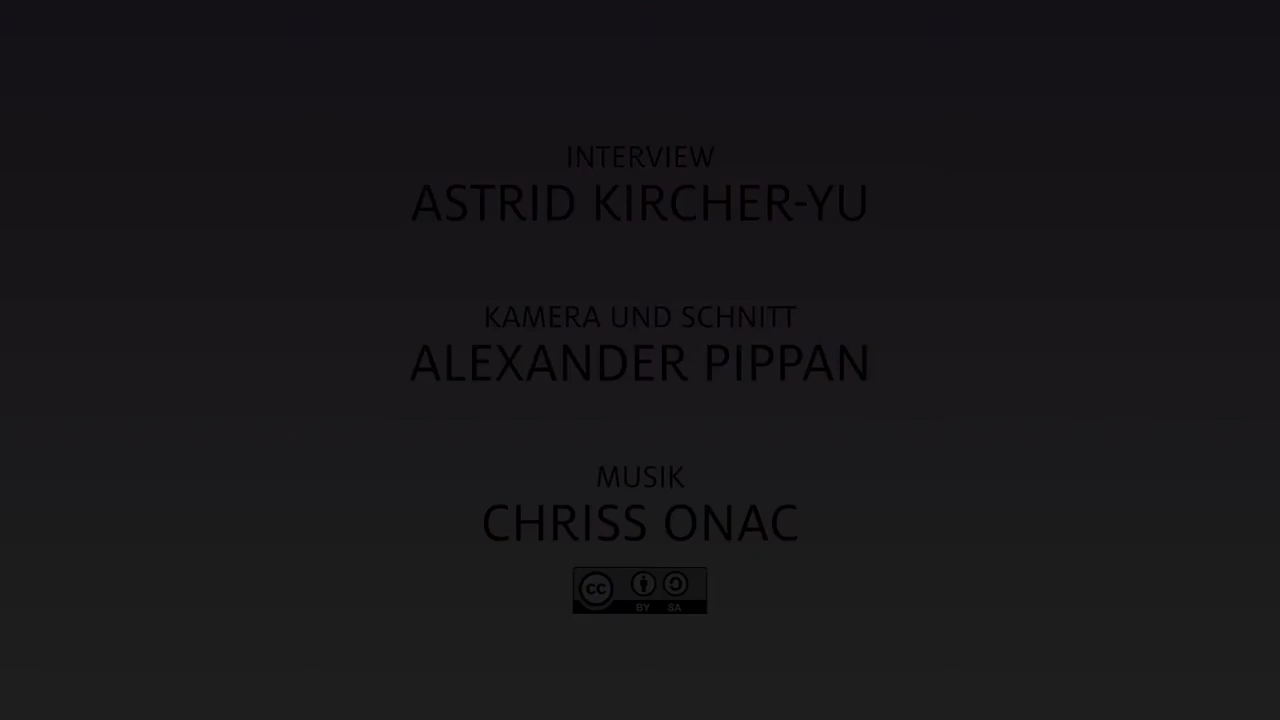 INTERVIEW
ASTRID KIRCHER-YU
KAMERA UND SCHNITT
ALEXANDER PIPPAN
MUSIK
CHRISS ONAC
cc
BY SA